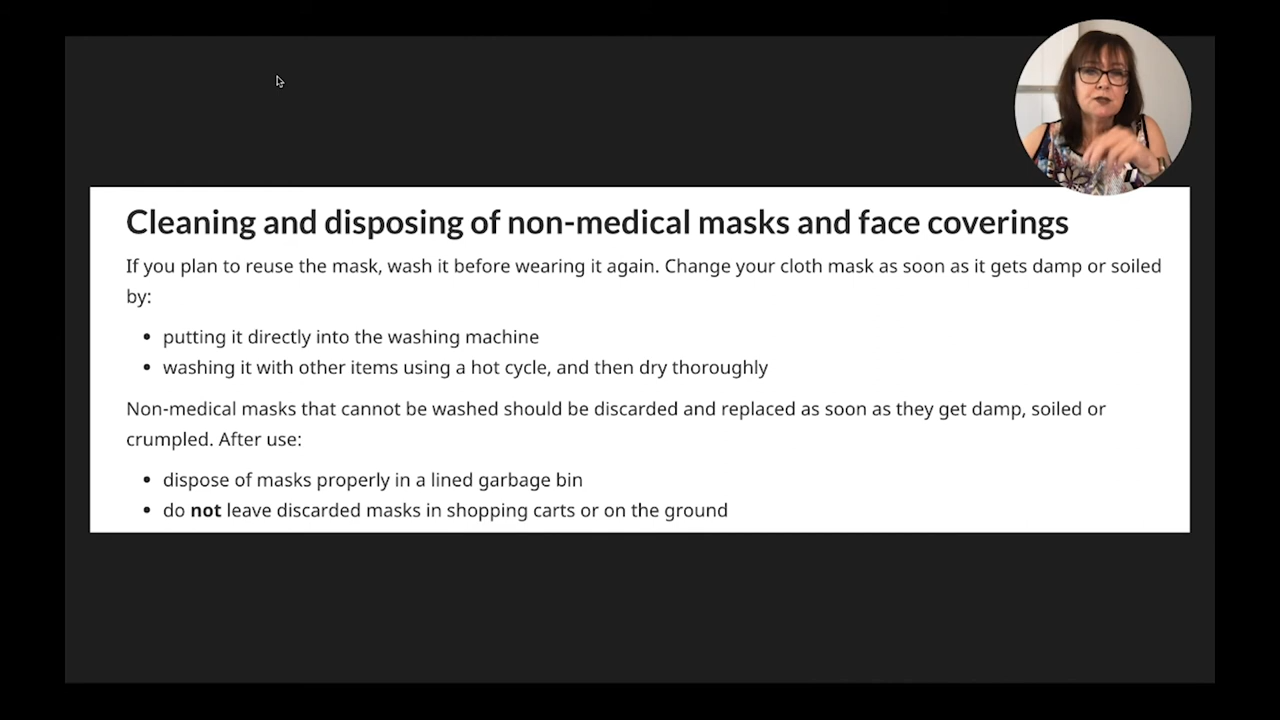 Cleaning and disposing of non-medical masks and face coverings
If you plan to reuse the mask, wash it before wearing it again. Change your cloth mask as soon as it gets damp or soiled
by:
• putting it directly into the washing machine
• washing it with other items using a hot cycle, and then dry thoroughly
Non-medical masks that cannot be washed should be discarded and replaced as soon as they get damp, soiled or
crumpled. After use:
• dispose of masks properly in a lined garbage bin
• do not leave discarded masks in shopping carts or on the ground